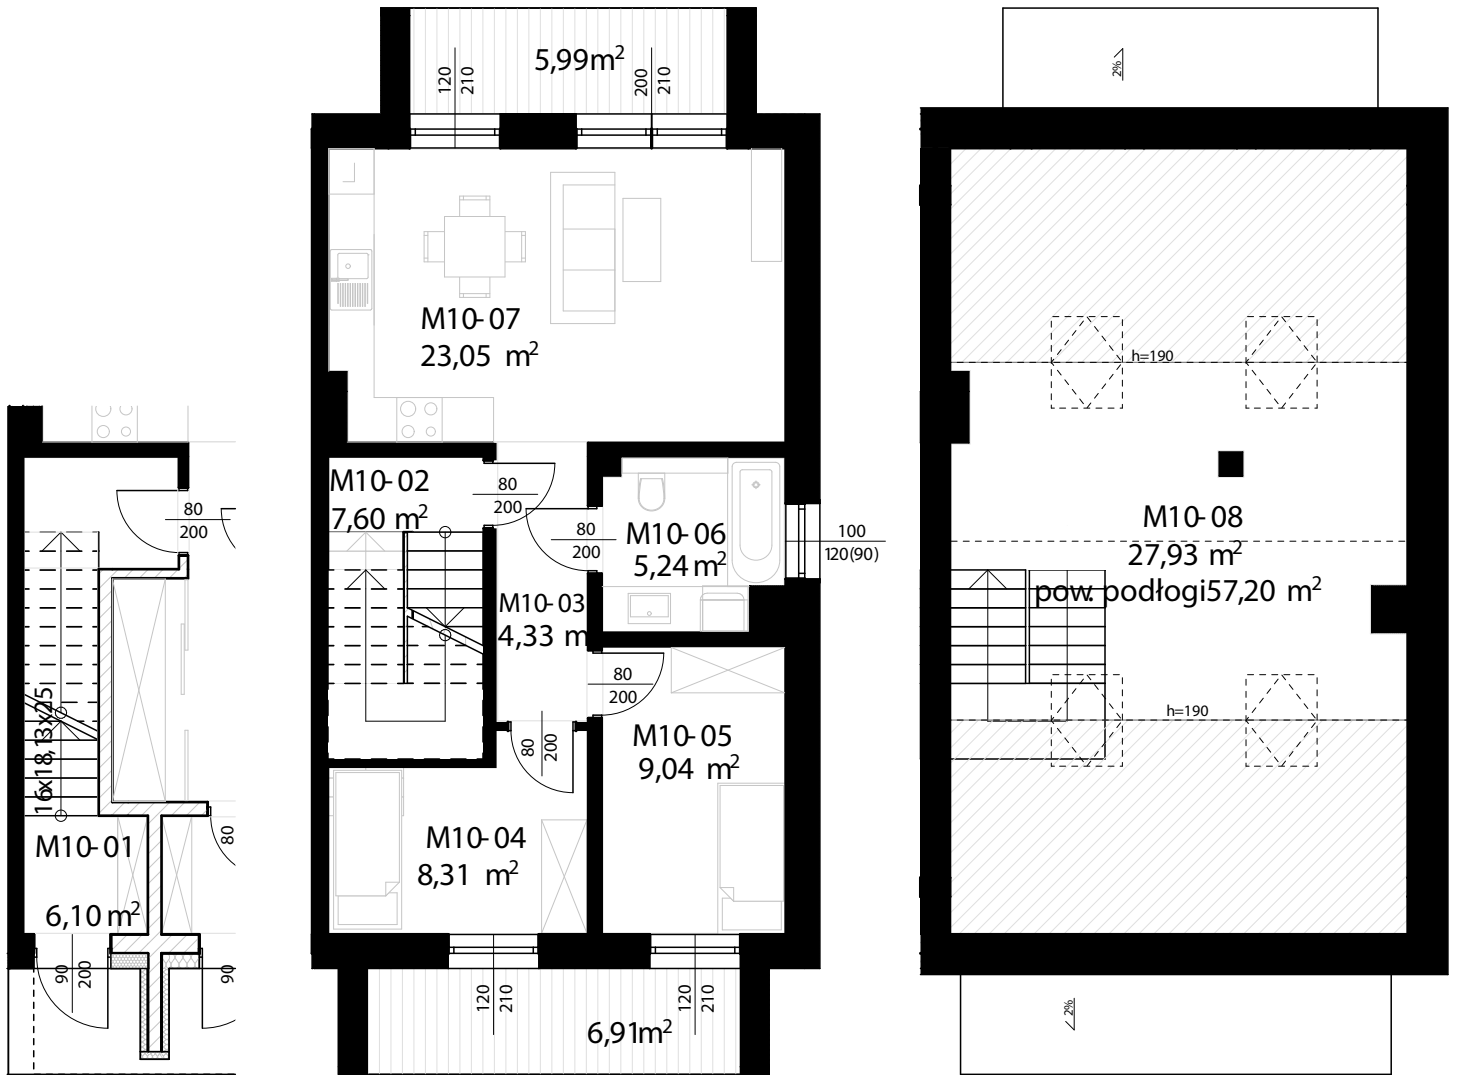 80
200
16x18,13x25
M10-01
6,10 m²
80
90
200
90
5,99m²
120
210
200
210
M10-07
23,05 m²
M10-02
7,60 m²
80
200
80
200
M10-06
5,24 m²
100
120(90)
M10-03
4,33 m
80
200
80
200
M10-05
9,04 m²
M10-04
8,31 m²
120
210
120
210
6,91m²
2%
h=190
M10-08
27,93 m²
pow. podłogi57,20 m²
h=190
2%